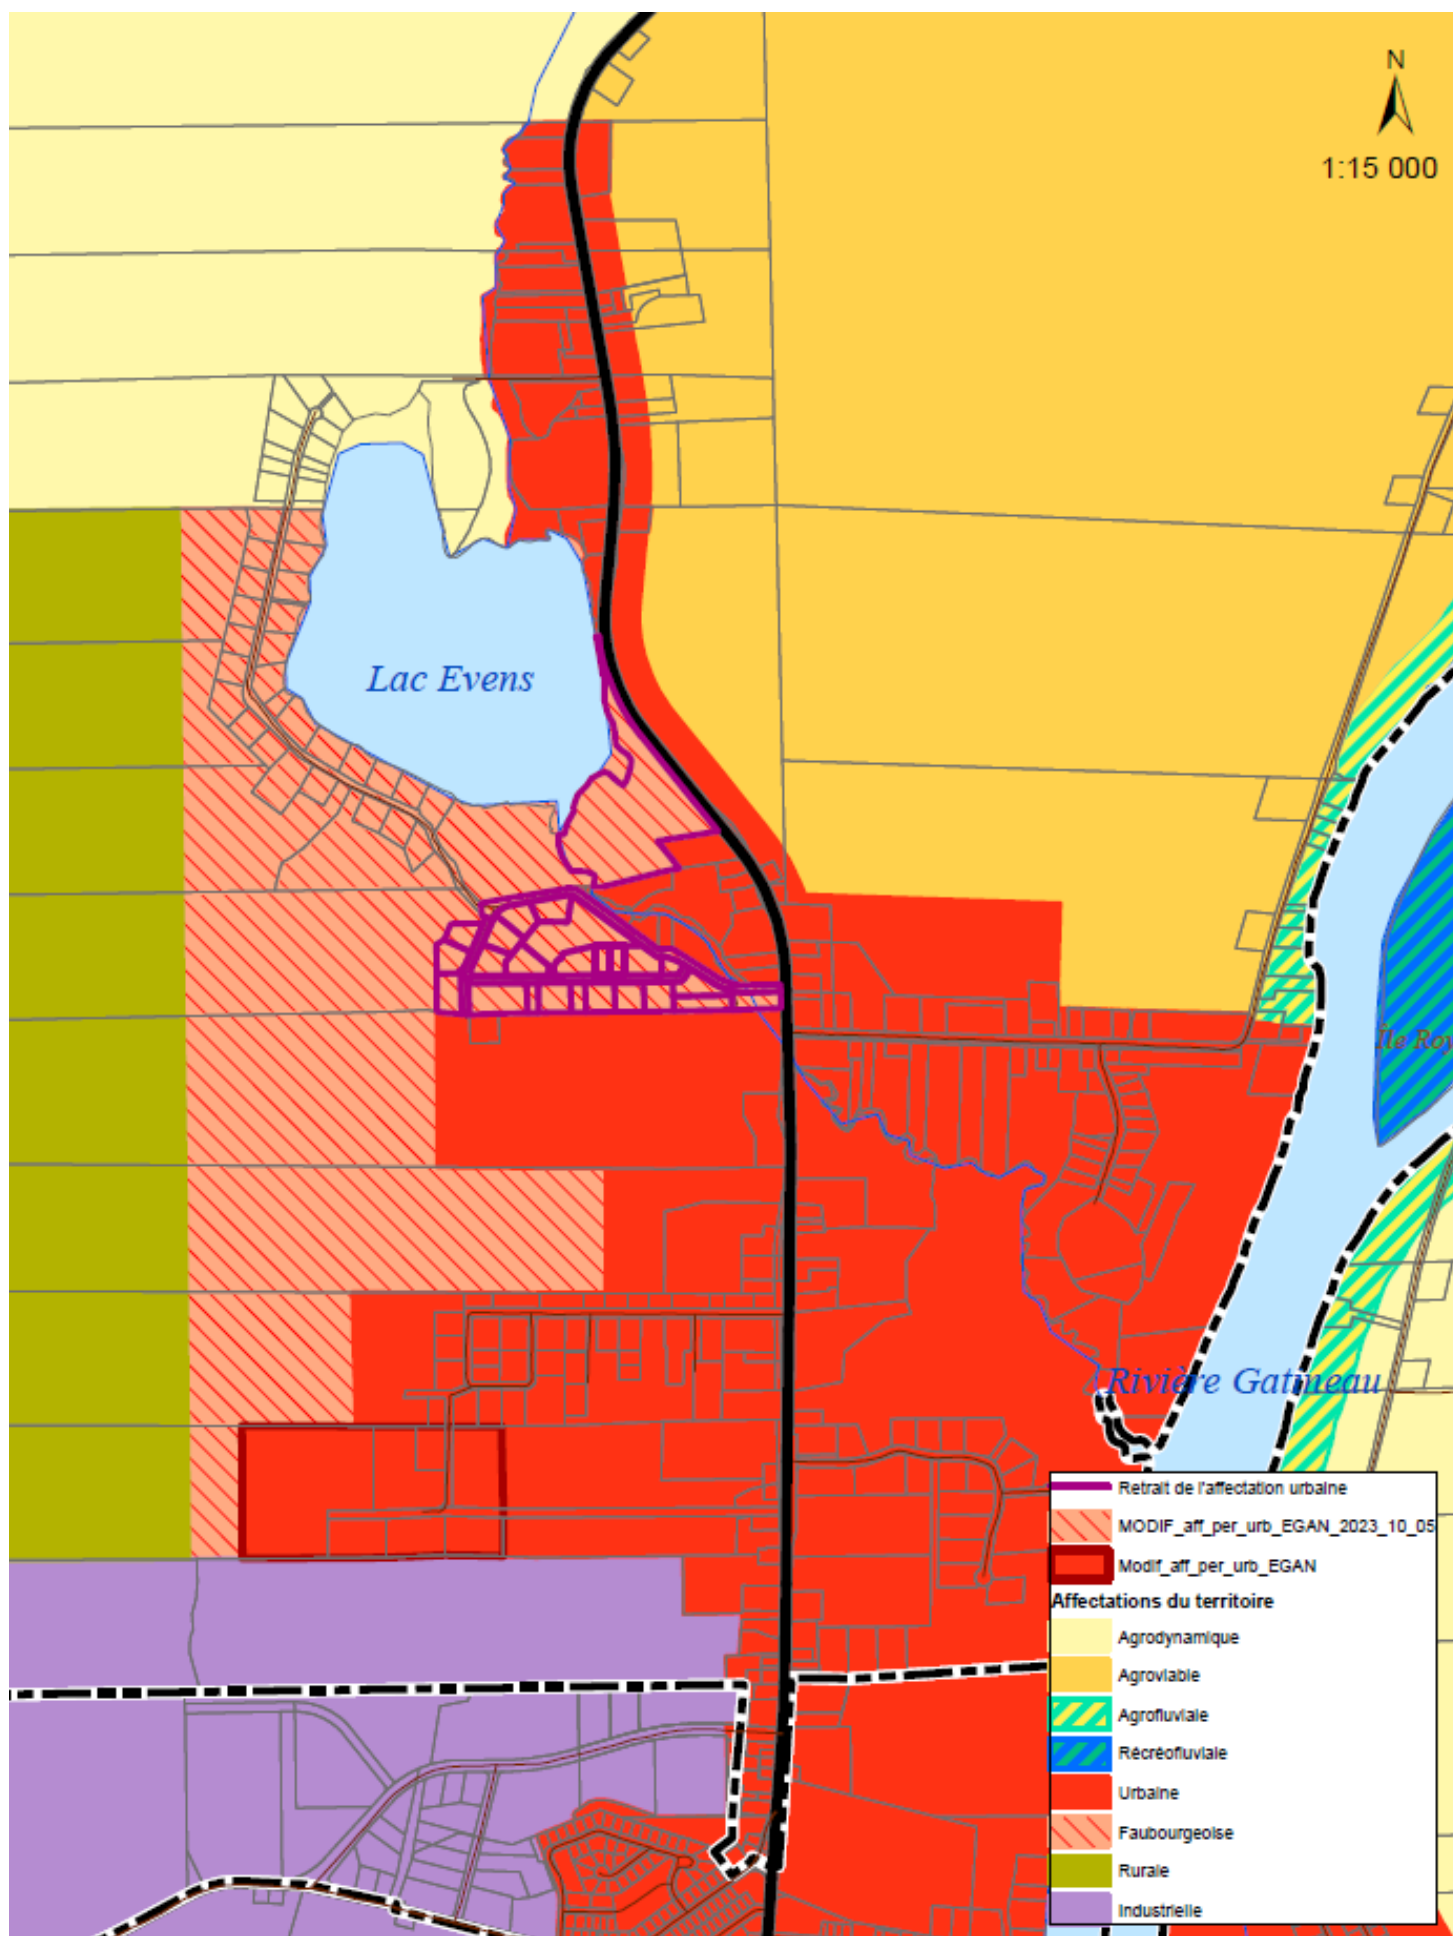 N
1:15 000
Lac Evens
Rivière Gatineau
Retrait de l'affectation urbaine
MODIF_aff_per_urb_EGAN_2023_10_05
Modif_aff_per_urb_EGAN
Affectations du territoire
Agrodynamique
Agroviable
Agrofluviale
Récréofluviale
Urbaine
Faubourgeoise
Rurale
Industrielle